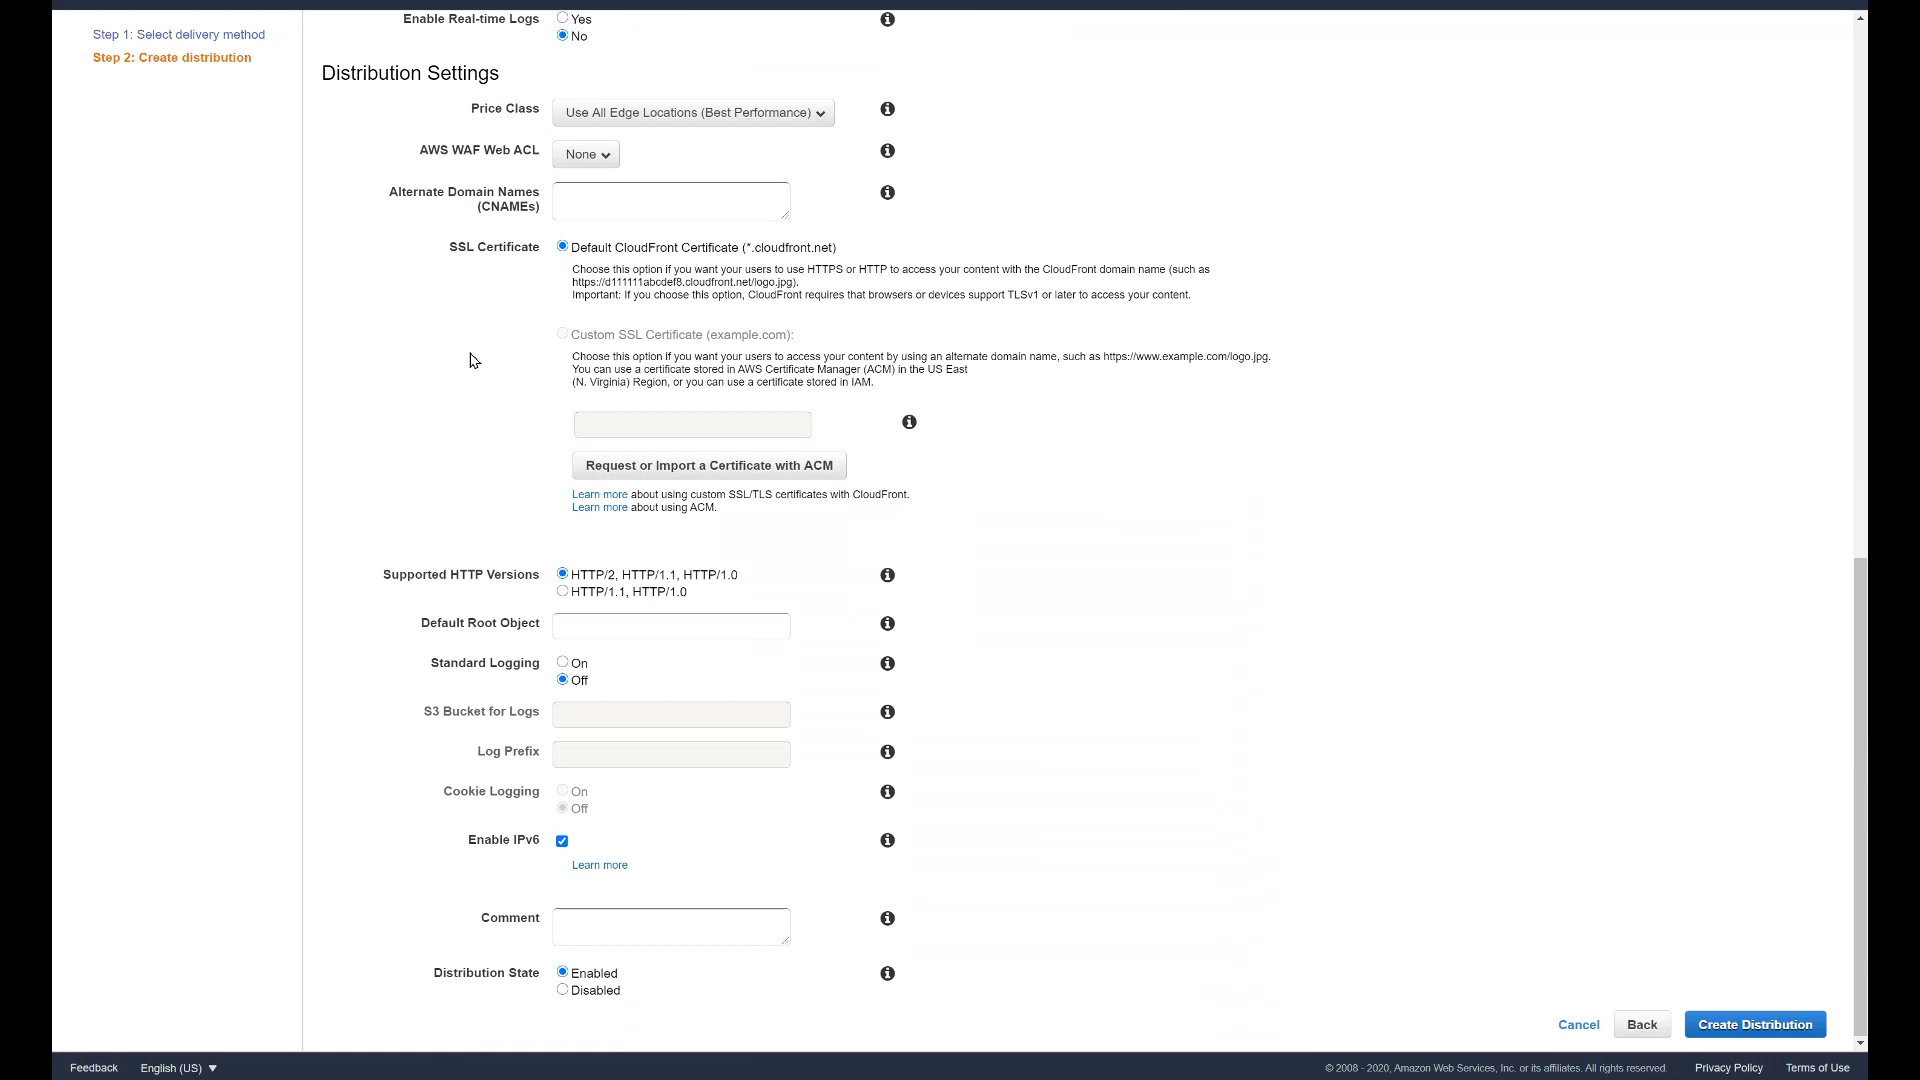 Enable Real-time Logs
Yes
No
Step 1: Select delivery method
Step 2: Create distribution
Distribution Settings
Price Class
Use All Edge Locations (Best Performance)
AWS WAF Web ACL
None
Alternate Domain Names
(CNAMEs)
SSL Certificate
Default CloudFront Certificate (*.cloudfront.net)
Choose this option if you want your users to use HTTPS or HTTP to access your content with the CloudFront domain name (such as
https://d111111abcdef8.cloudfront.net/logo.jpg).
Important: If you choose this option, CloudFront requires that browsers or devices support TLSv1 or later to access your content.
Custom SSL Certificate (example.com):
Choose this option if you want your users to access your content by using an alternate domain name, such as https://www.example.com/logo.jpg.
You can use a certificate stored in AWS Certificate Manager (ACM) in the US East
(N. Virginia) Region, or you can use a certificate stored in IAM.
Request or Import a Certificate with ACM
Learn more about using custom SSL/TLS certificates with CloudFront.
Learn more about using ACM.
Supported HTTP Versions
HTTP/2, HTTP/1.1, HTTP/1.0
HTTP/1.1, HTTP/1.0
Default Root Object
Standard Logging
On
Off
S3 Bucket for Logs
Log Prefix
Cookie Logging
On
Off
Enable IPv6
Learn more
Comment
Distribution State
Enabled
Disabled
Cancel
Back
Create Distribution
Feedback
English (US)
© 2008 - 2020, Amazon Web Services, Inc. or its affiliates. All rights reserved.
Privacy Policy
Terms of Use